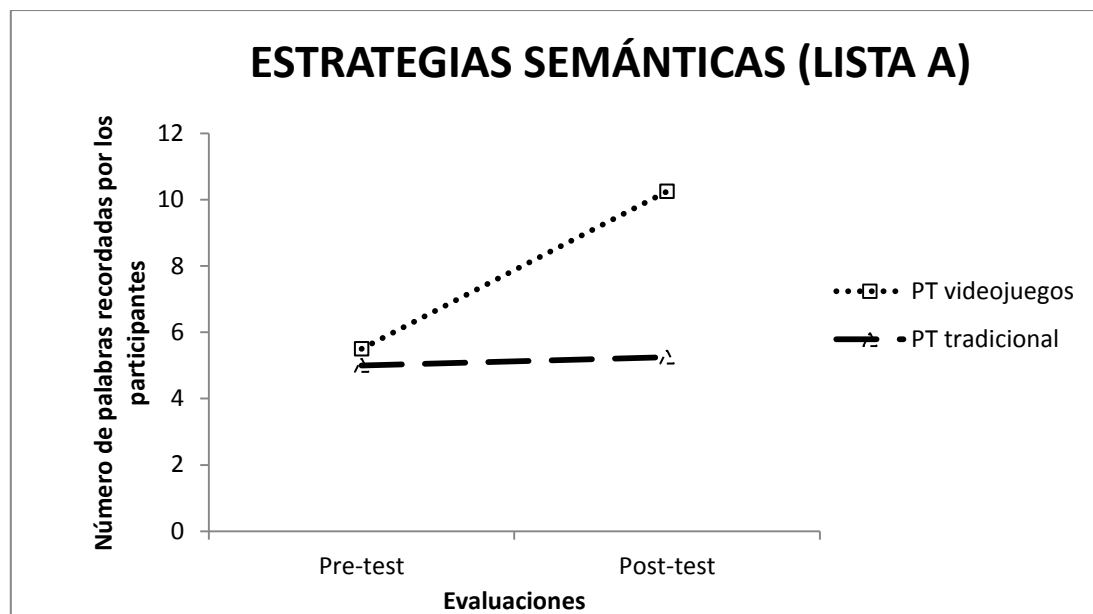 ESTRATEGIAS SEMÁNTICAS (LISTA A)
Número de palabras recordadas por los
participantes
12
10
8
6
4
2
0
Pre-test
Post-test
Evaluaciones
PT videojuegos
PT tradicional